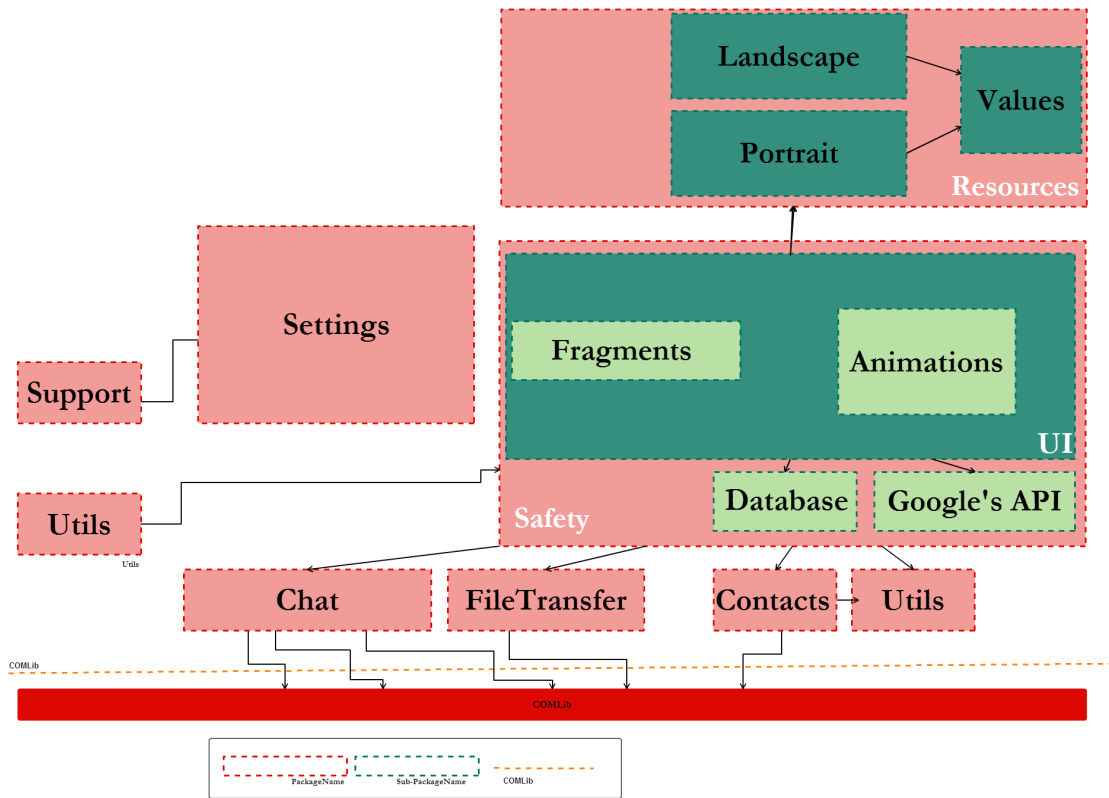 Landscape
Values
Portrait
Resources
Settings
Fragments
Animations
Support
UI
Database
Google's API
Utils
Safety
Utils
Chat
FileTransfer
Contacts
Utils
COMLib
COMLib
PackageName
Sub-PackageName
COMLib